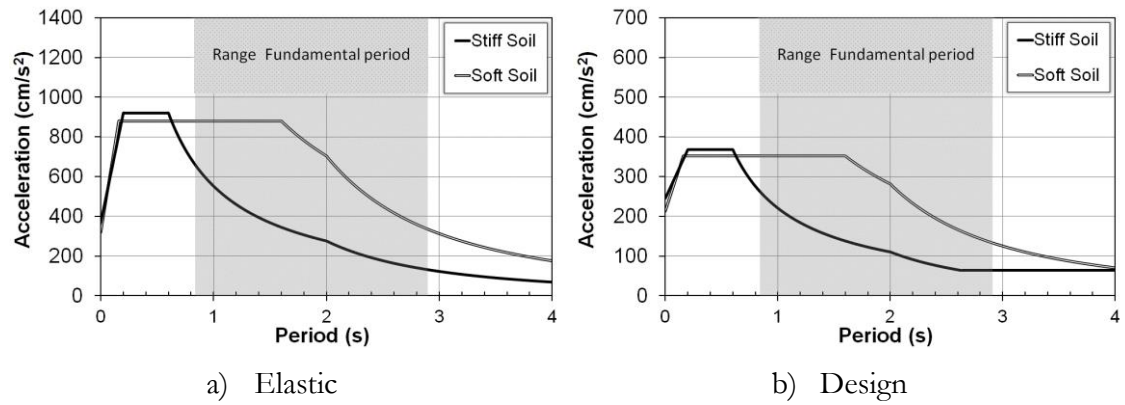 1400
1200
1000
800
600
400
200
0
Acceleration (cm/s²)
Range Fundamental period
Stiff Soil
Soft Soil
0 1 2 3 4
Period (s)
a) Elastic
700
600
500
400
300
200
100
0
Acceleration (cm/s²)
Range Fundamental period
Stiff Soil
Soft Soil
0 1 2 3 4
Period (s)
b) Design